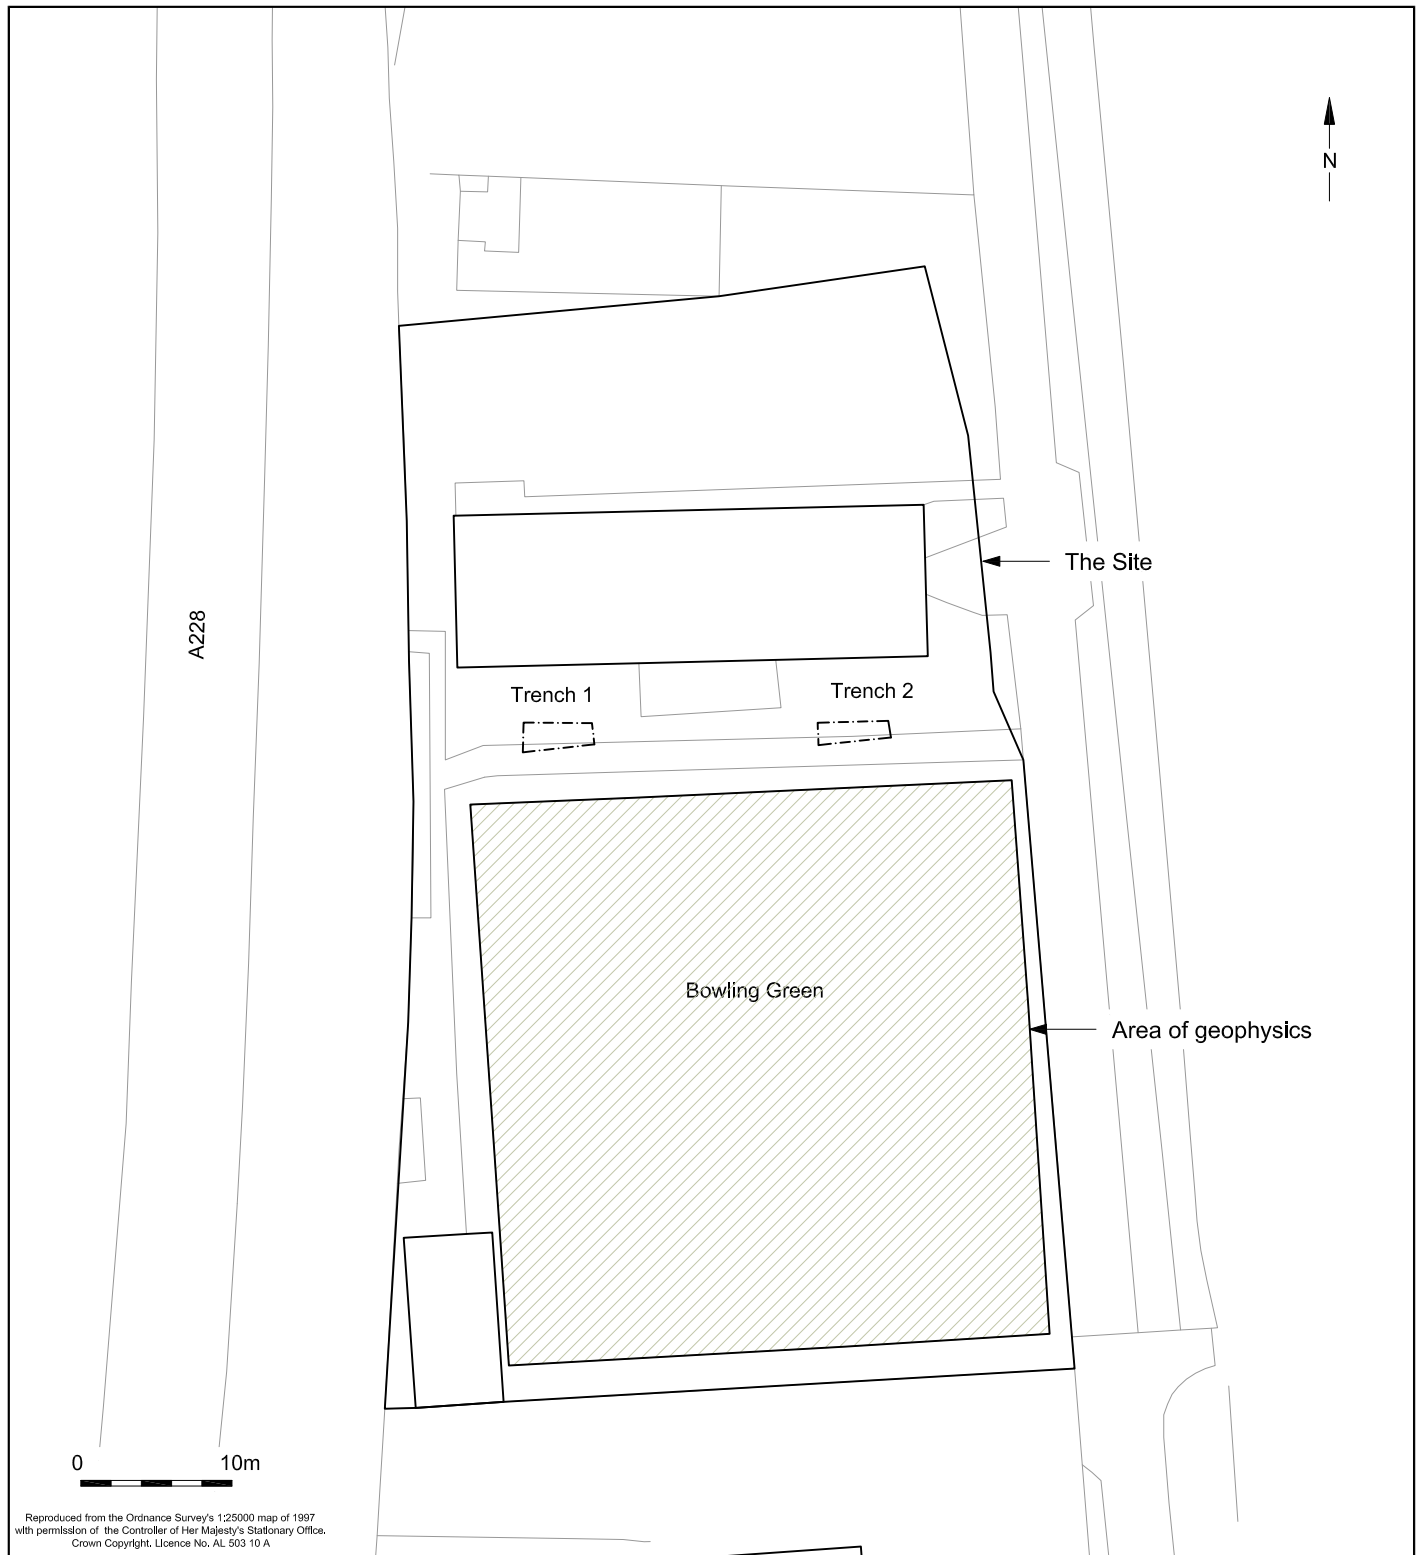 N
The Site
A228
Trench 1
Trench 2
Bowling Green
Area of geophysics
0 10m
Reproduced from the Ordnance Survey's 1:25000 map of 1997
with permission of the Controller of Her Majesty's Stationary Office.
Crown Copyright. Licence No. AL 503 10 A